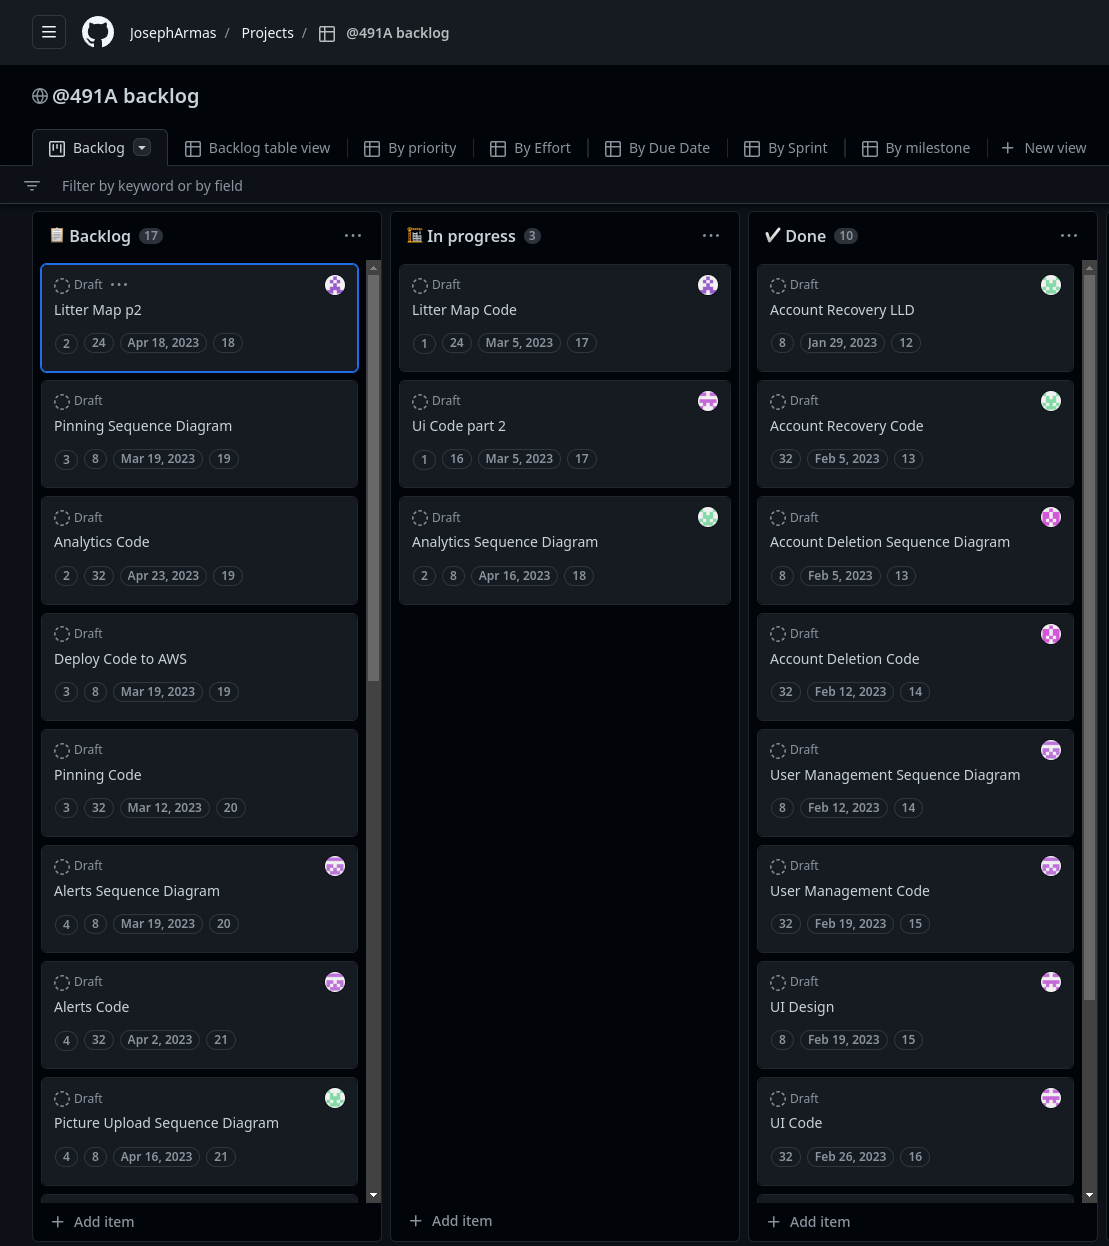 JosephArmas / Projects / @491A backlog
@491A backlog
Backlog
Backlog table view
By priority
By Effort
By Due Date
By Sprint
By milestone
New view
Filter by keyword or by field
Backlog 17
Draft
Litter Map p2
2 24 Apr 18, 2023 18
Draft
Pinning Sequence Diagram
3 8 Mar 19, 2023 19
Draft
Analytics Code
2 32 Apr 23, 2023 19
Draft
Deploy Code to AWS
3 8 Mar 19, 2023 19
Draft
Pinning Code
3 32 Mar 12, 2023 20
Draft
Alerts Sequence Diagram
4 8 Mar 19, 2023 20
Draft
Alerts Code
4 32 Apr 2, 2023 21
Draft
Picture Upload Sequence Diagram
4 8 Apr 16, 2023 21
Add item
In progress 3
Draft
Litter Map Code
1 24 Mar 5, 2023 17
Draft
Ui Code part 2
1 16 Mar 5, 2023 17
Draft
Analytics Sequence Diagram
2 8 Apr 16, 2023 18
Add item
Done 10
Draft
Account Recovery LLD
8 Jan 29, 2023 12
Draft
Account Recovery Code
32 Feb 5, 2023 13
Draft
Account Deletion Sequence Diagram
8 Feb 5, 2023 13
Draft
Account Deletion Code
32 Feb 12, 2023 14
Draft
User Management Sequence Diagram
8 Feb 12, 2023 14
Draft
User Management Code
32 Feb 19, 2023 15
Draft
UI Design
8 Feb 19, 2023 15
Draft
UI Code
32 Feb 26, 2023 16
Add item